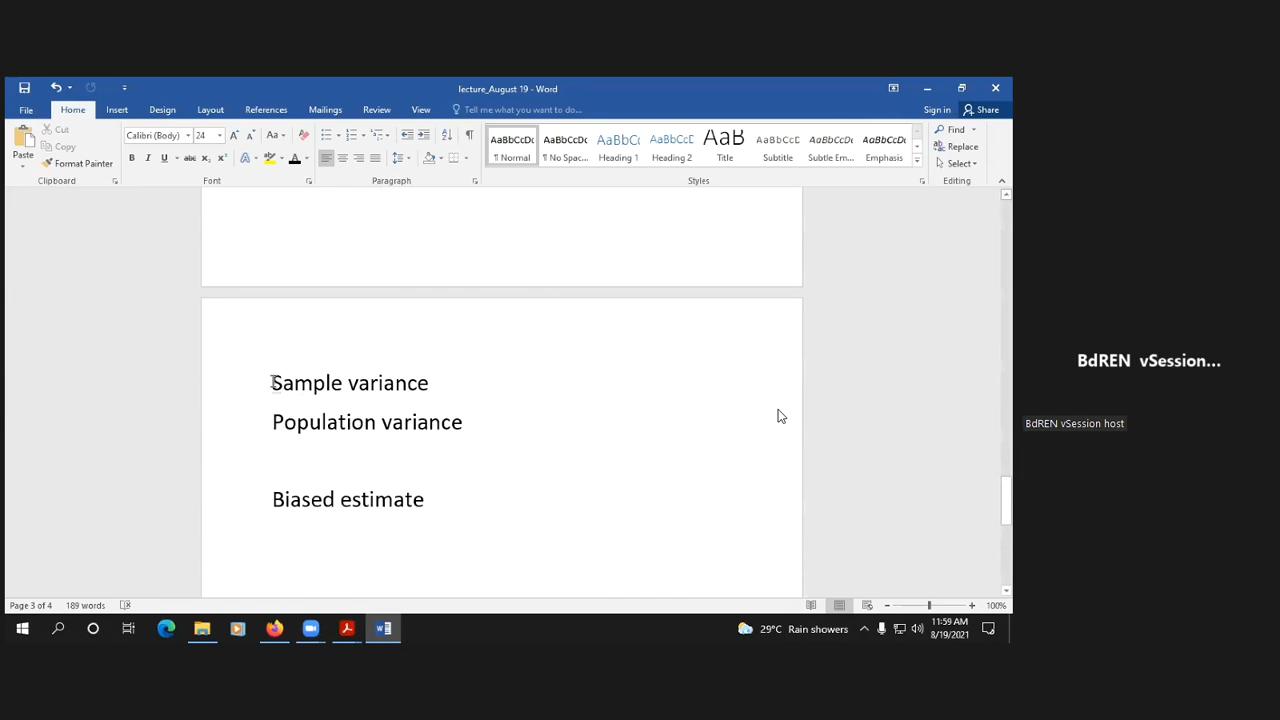 lecture_August 19 - Word
File Home Insert Design Layout References Mailings Review View Tell me what you want to do... Sign in Share
Paste Cut Copy Format Painter
Calibri (Body) 24
AaBbCcDc ¶ Normal
AaBbCcDc ¶ No Spac...
AaBbCc Heading 1
AaBbCcE Heading 2
AaB Title
AaBbCcD Subtitle
AaBbCcDc Subtle Em...
AaBbCcDc Emphasis
Find
Replace
Select
Clipboard Font Paragraph Styles Editing
Sample variance
Population variance
Biased estimate
BdREN vSession...
BdREN vSession host
Page 3 of 4 189 words 100%
29°C Rain showers
11:59 AM
8/19/2021